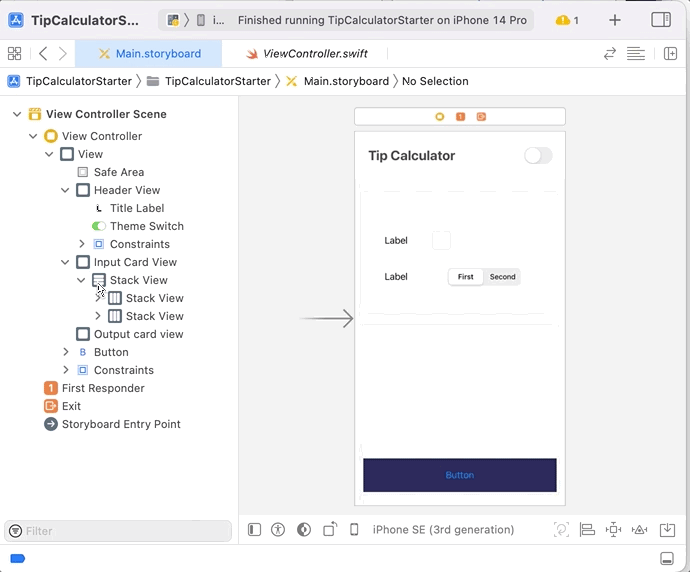 TipCalculatorS...
i...
Finished running TipCalculatorStarter on iPhone 14 Pro
1
Main.storyboard
ViewController.swift
TipCalculatorStarter
TipCalculatorStarter
Main.storyboard
No Selection
View Controller Scene
View Controller
View
Safe Area
Header View
L Title Label
Theme Switch
Constraints
Input Card View
Stack View
Stack View
Stack View
Output card view
B Button
Constraints
1 First Responder
Exit
Storyboard Entry Point
Filter
1
Tip Calculator
Label
Label
First Second
Button
iPhone SE (3rd generation)